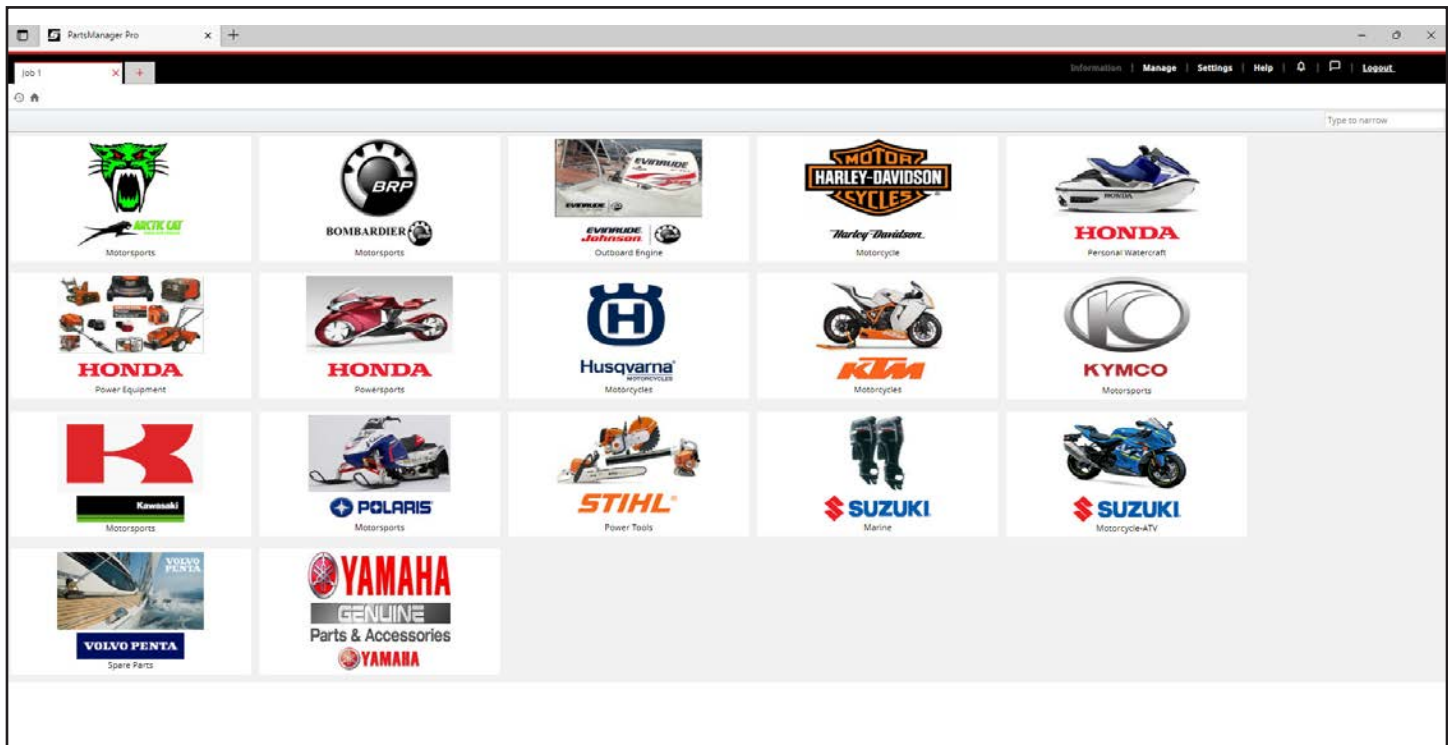 PartsManager Pro
Job 1
Information | Manage | Settings | Help | Logout
Type to narrow
ARCTIC CAT
Motorsports
BRP
BOMBARDIER
Motorsports
EVINRUDE
EVINRUDE
EVINRUDE
Johnson
Outboard Engine
MOTOR
HARLEY-DAVIDSON
CYCLES
Harley-Davidson
Motorcycle
HONDA
HONDA
Personal Watercraft
HONDA
Power Equipment
HONDA
Powersports
H
Husqvarna®
MOTORCYCLES
Motorcycles
KTM
Motorcycles
KYMCO
Motorsports
Kawasaki
Motorsports
POLARIS
Motorsports
STIHL®
Power Tools
SUZUKI
Marine
SUZUKI
Motorcycle-ATV
VOLVO
PENTA
VOLVO PENTA
Spare Parts
YAMAHA
GENUINE
Parts & Accessories
YAMAHA